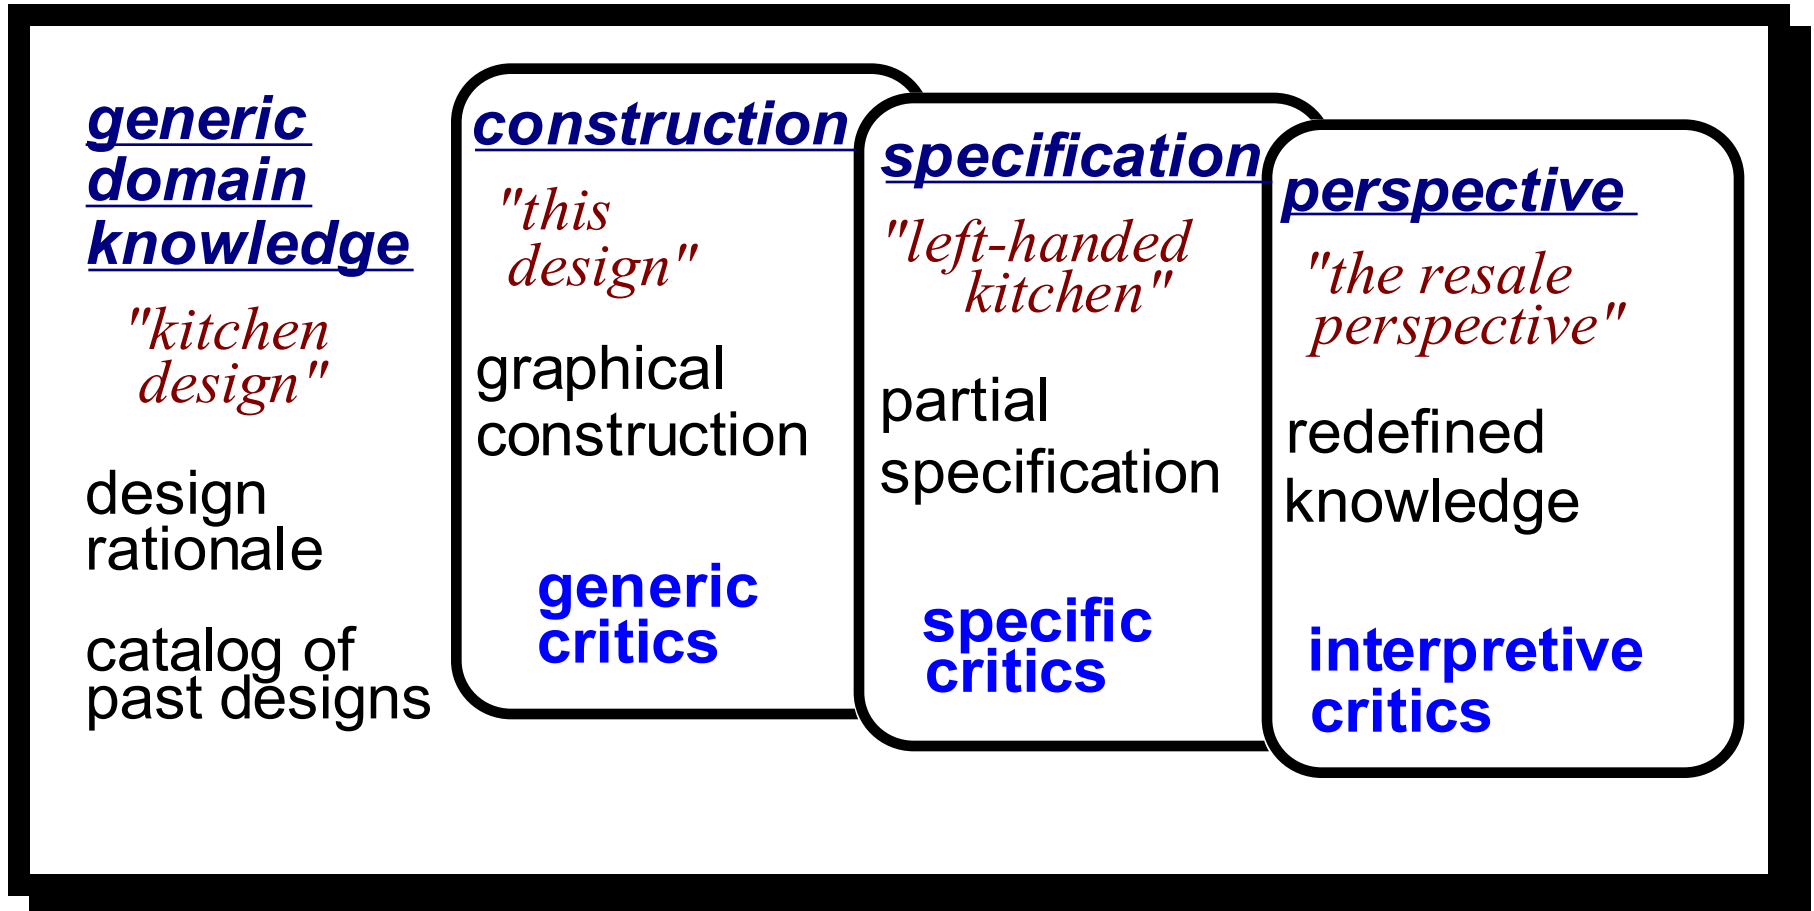 generic
domain
knowledge
"kitchen
design"
design
rationale
catalog of
past designs
construction
"this
design"
graphical
construction
generic
critics
specification
"left-handed
kitchen"
partial
specification
specific
critics
perspective
"the resale
perspective"
redefined
knowledge
interpretive
critics